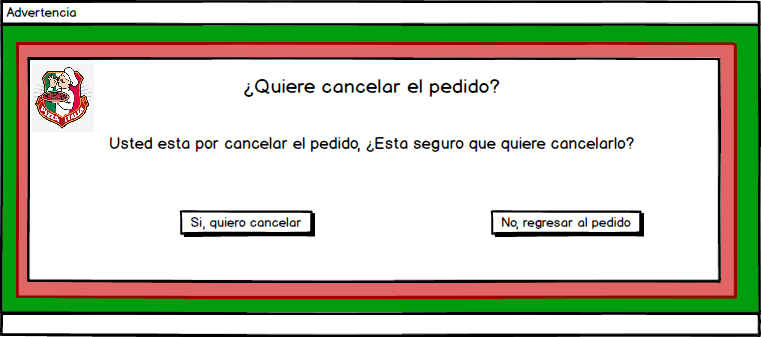 Advertencia
¿Quiere cancelar el pedido?
Usted esta por cancelar el pedido, ¿Esta seguro que quiere cancelarlo?
Si, quiero cancelar
No, regresar al pedido